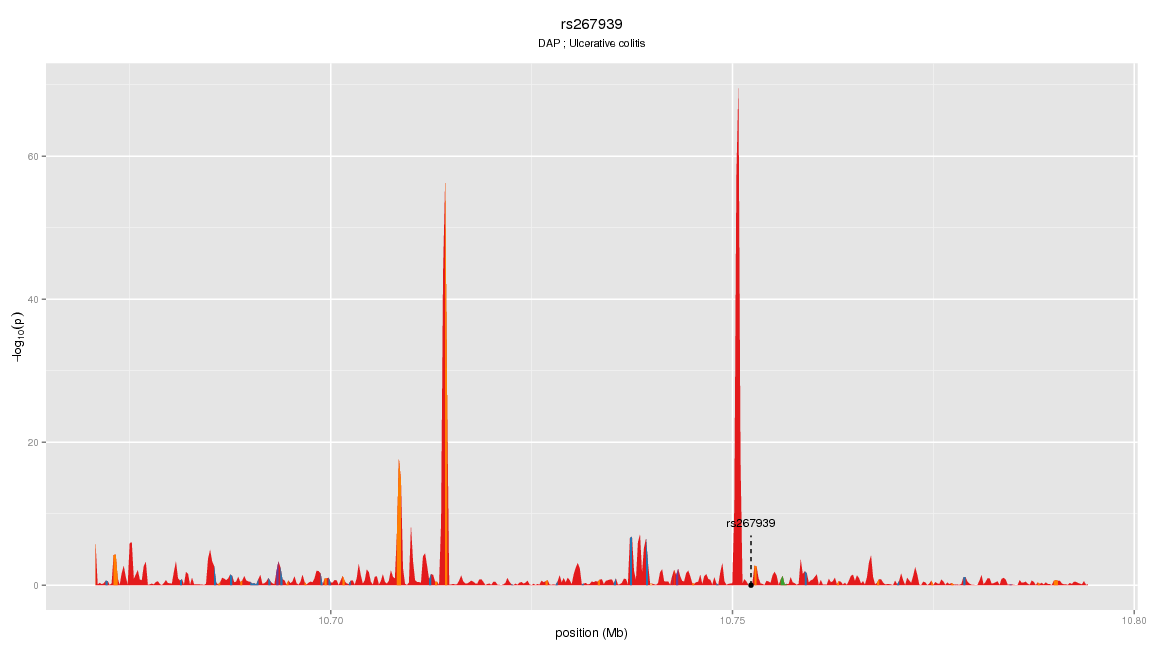 rs267939
DAP ; Ulcerative colitis
60
40
20
0
−log10(p)
rs267939
10.70
10.75
10.80
position (Mb)